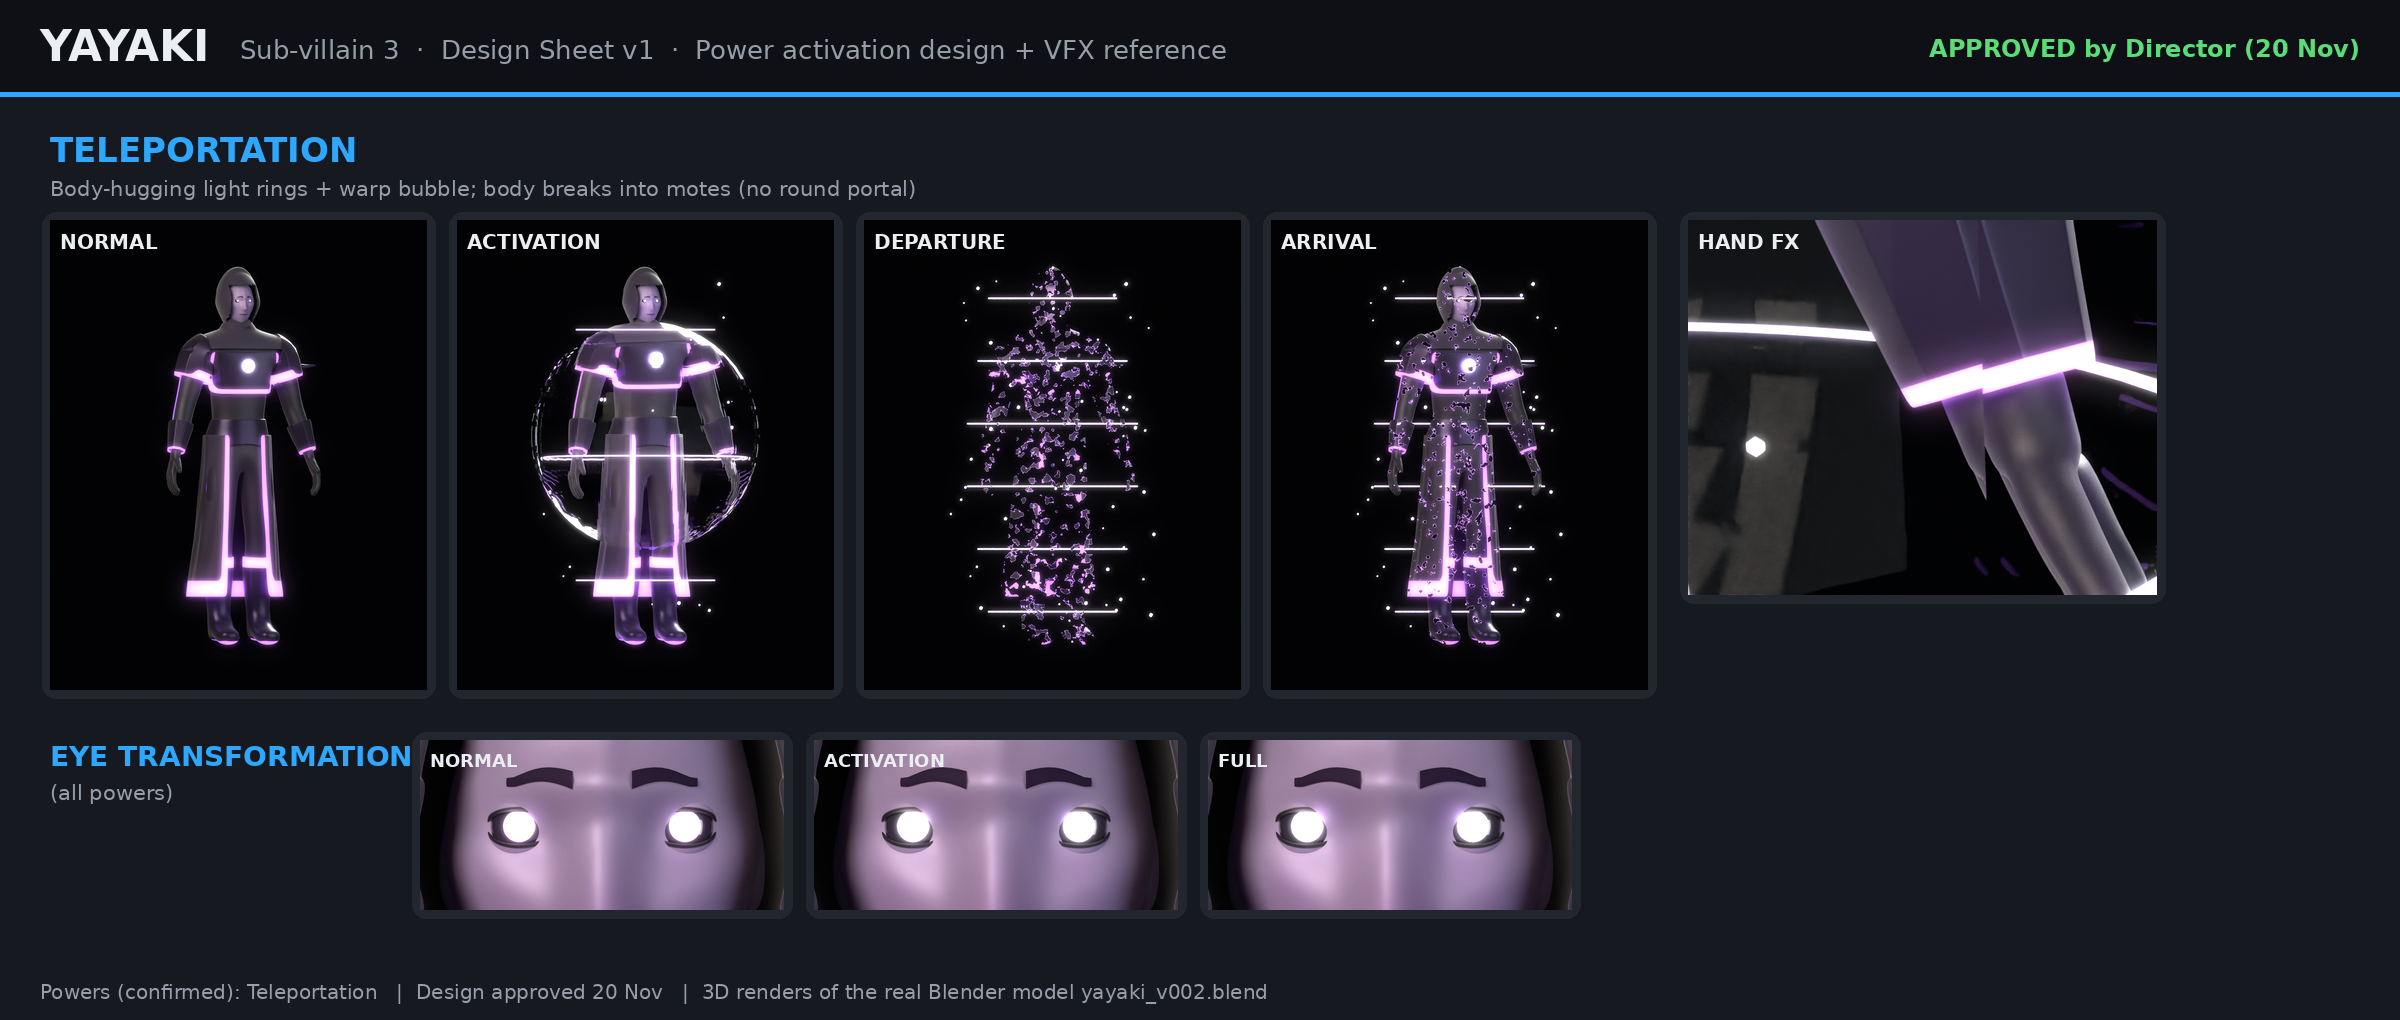 YAYAKI Sub-villain 3 · Design Sheet v1 · Power activation design + VFX reference APPROVED by Director (20 Nov)
TELEPORTATION
Body-hugging light rings + warp bubble; body breaks into motes (no round portal)
NORMAL ACTIVATION DEPARTURE ARRIVAL HAND FX
EYE TRANSFORMATION NORMAL ACTIVATION FULL
(all powers)
Powers (confirmed): Teleportation | Design approved 20 Nov | 3D renders of the real Blender model yayaki_v002.blend